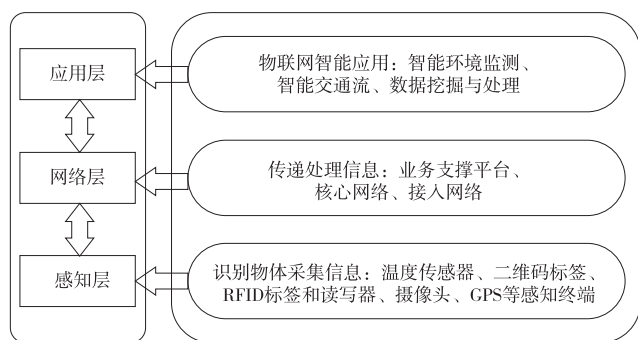 应用层
物联网智能应用：智能环境监测、
智能交通流、数据挖掘与处理
网络层
传递处理信息：业务支撑平台、
核心网络、接入网络
感知层
识别物体采集信息：温度传感器、二维码标签、
RFID标签和读写器、摄像头、GPS等感知终端